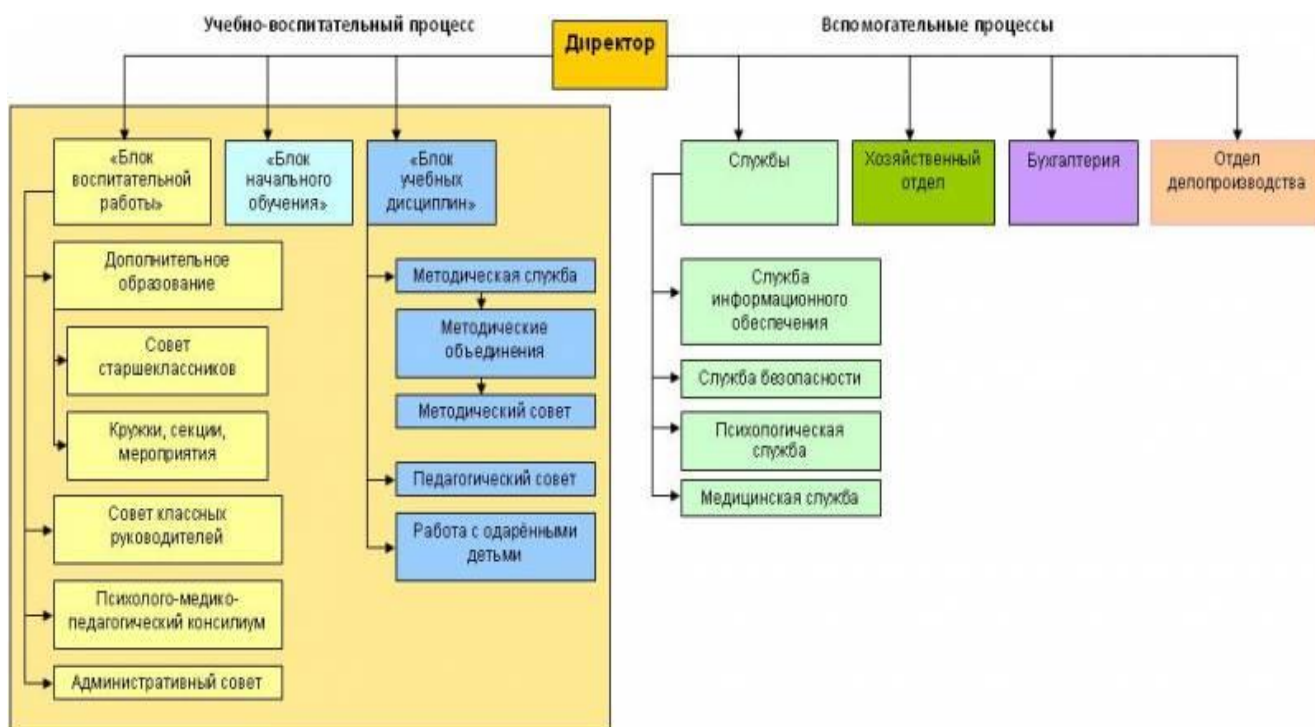 Учебно-воспитательный процесс
Директор
Вспомогательные процессы
«Блок
воспитательной
работы»
«Блок
начального
обучения»
«Блок
учебных
дисциплин»
Службы
Хозяйственный
отдел
Бухгалтерия
Отдел
делопроизводства
Дополнительное
образование
Совет
старшеклассников
Кружки, секции,
мероприятия
Совет классных
руководителей
Психолого-медико-
педагогический консилиум
Административный совет
Методическая служба
Методические
объединения
Методический совет
Педагогический совет
Работа с одарёнными
детьми
Служба
информационного
обеспечения
Служба безопасности
Психологическая
служба
Медицинская служба